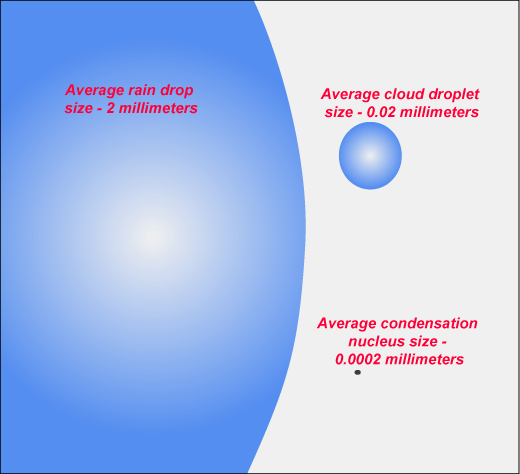 Average rain drop
size - 2 millimeters
Average cloud droplet
size - 0.02 millimeters
Average condensation
nucleus size -
0.0002 millimeters